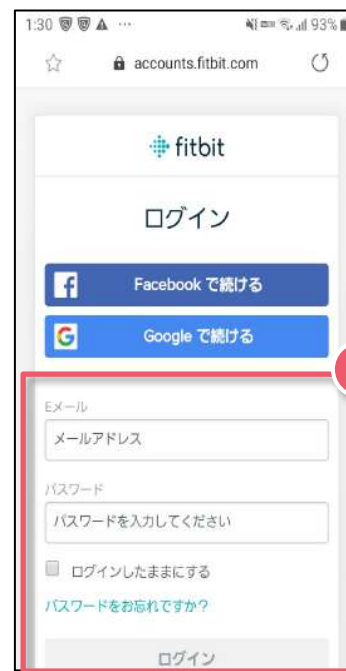 1:30 ... 93%
accounts.fitbit.com
fitbit
ログイン
Facebook で続ける
G Google で続ける
Eメール
メールアドレス
パスワード
パスワードを入力してください
ログインしたままにする
パスワードをお忘れですか?
ログイン